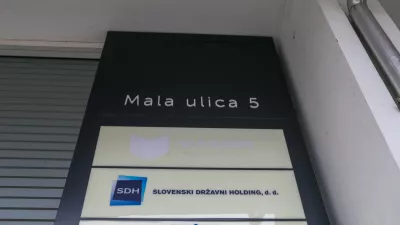 Mala ulica 5
SDH SLOVENSKI DRŽAVNI HOLDING, d. d.